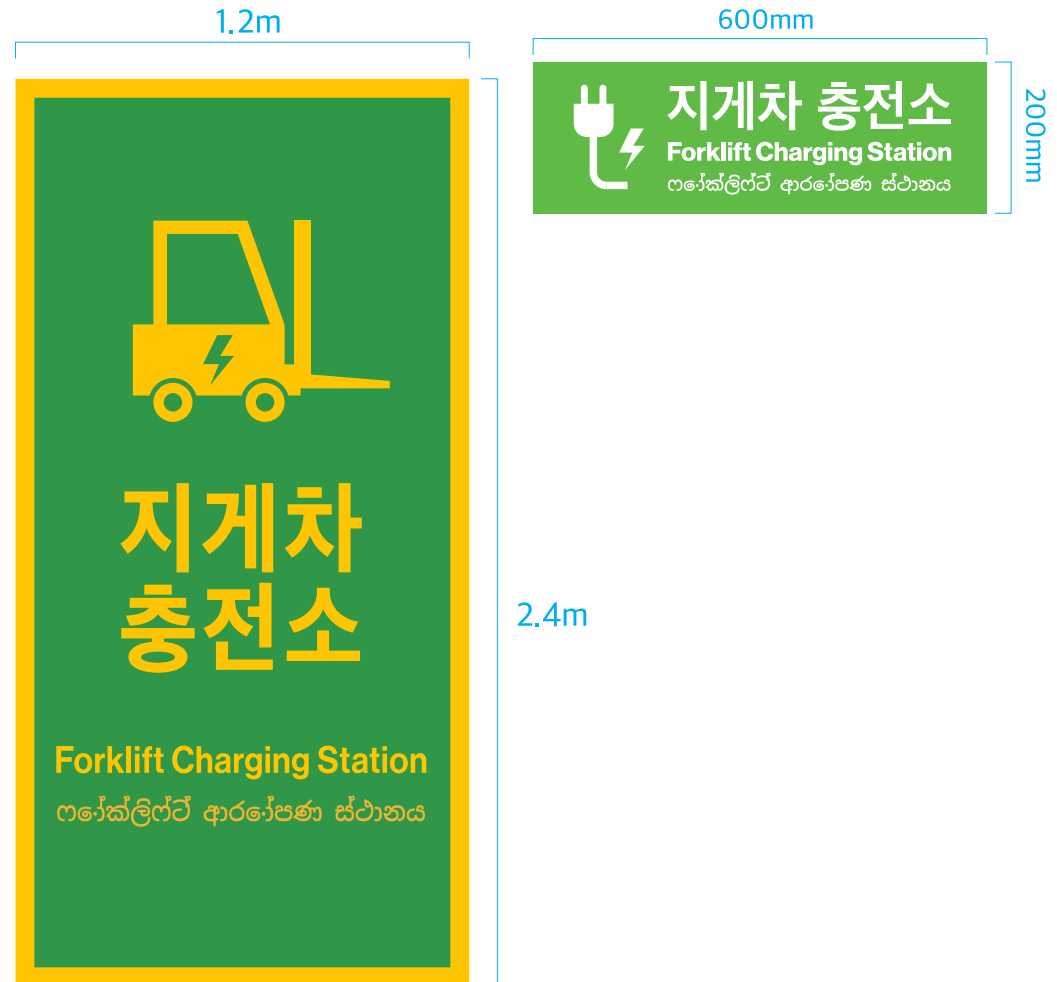 1.2m
지게차
충전소
Forklift Charging Station
ෆෝක්ලිෆ්ට් ආරෝපණ ස්ථානය
2.4m
600mm
지게차 충전소
Forklift Charging Station
ෆෝක්ලිෆ්ට් ආරෝපණ ස්ථානය
200mm